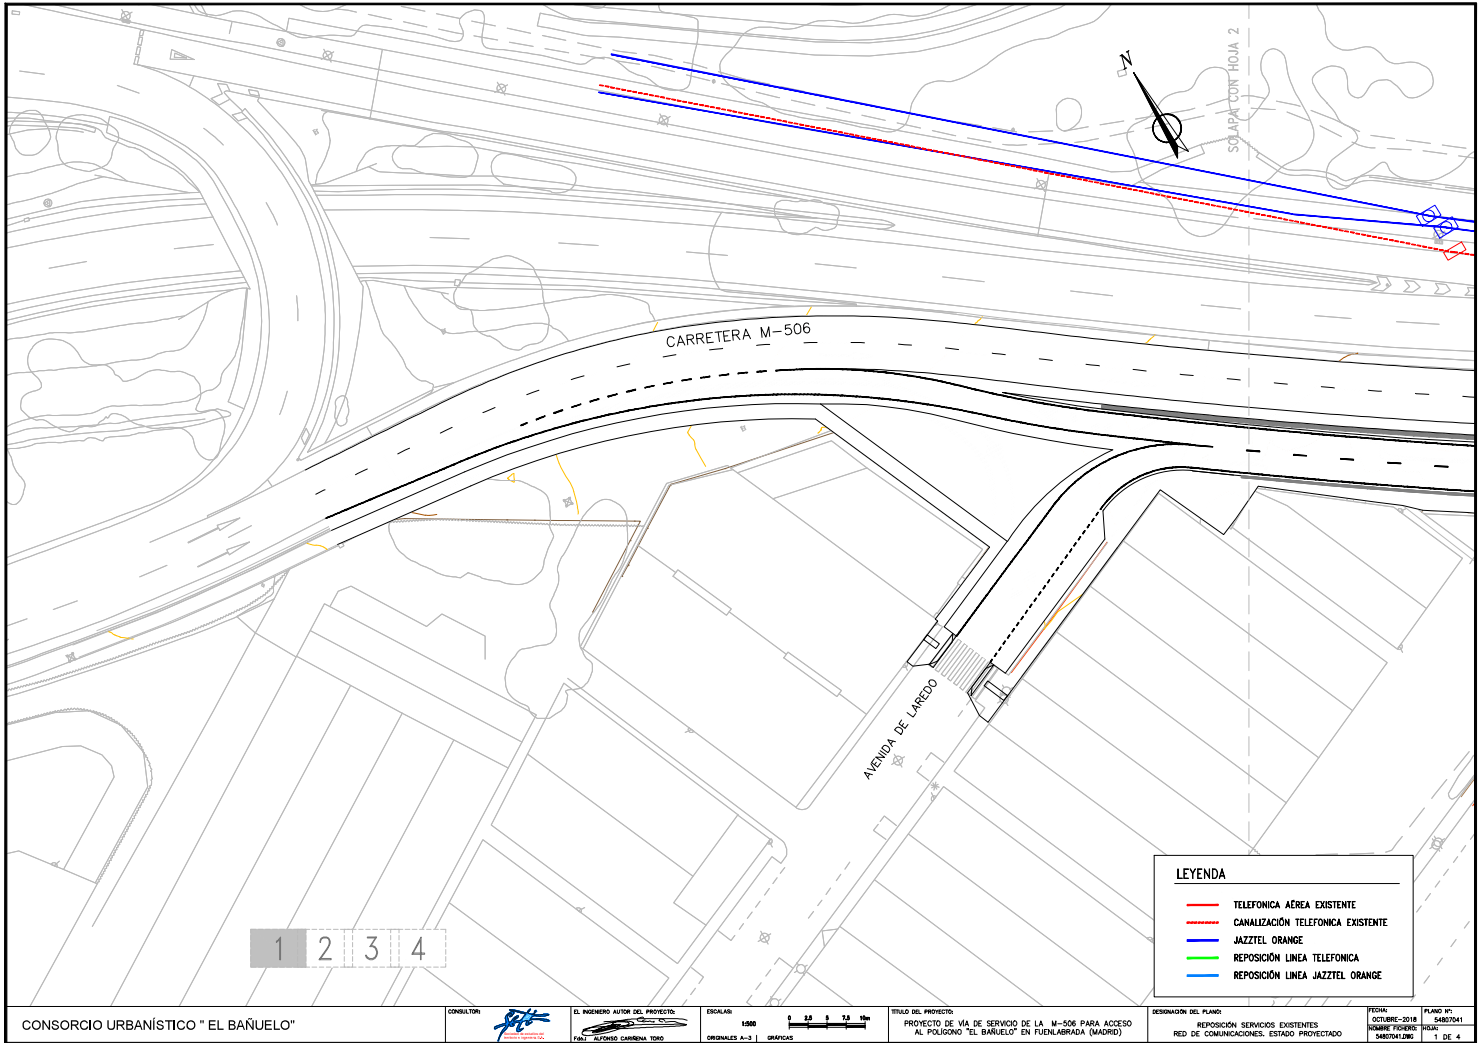 N
SOLAPA CON HOJA 2
CARRETERA M-506
AVENIDA DE LAREDO
LEYENDA
TELEFONICA AÉREA EXISTENTE
CANALIZACIÓN TELEFONICA EXISTENTE
JAZZTEL ORANGE
REPOSICIÓN LINEA TELEFONICA
REPOSICIÓN LINEA JAZZTEL ORANGE
1 2 3 4
CONSORCIO URBANÍSTICO " EL BAÑUELO"
CONSULTOR:
EL INGENIERO AUTOR DEL PROYECTO:
Fdo.: ALFONSO CARIÑENA TORO
ESCALAS:
1:500
ORIGINALES A-3
GRÁFICAS
0 2,5 5 7,5 10m
TITULO DEL PROYECTO:
PROYECTO DE VÍA DE SERVICIO DE LA M-506 PARA ACCESO
AL POLÍGONO "EL BAÑUELO" EN FUENLABRADA (MADRID)
DESIGNACIÓN DEL PLANO:
REPOSICIÓN SERVICIOS EXISTENTES
RED DE COMUNICACIONES. ESTADO PROYECTADO
FECHA:
OCTUBRE-2018
NOMBRE FICHERO:
54807041.DWG
PLANO Nº:
54807041
HOJA:
1 DE 4